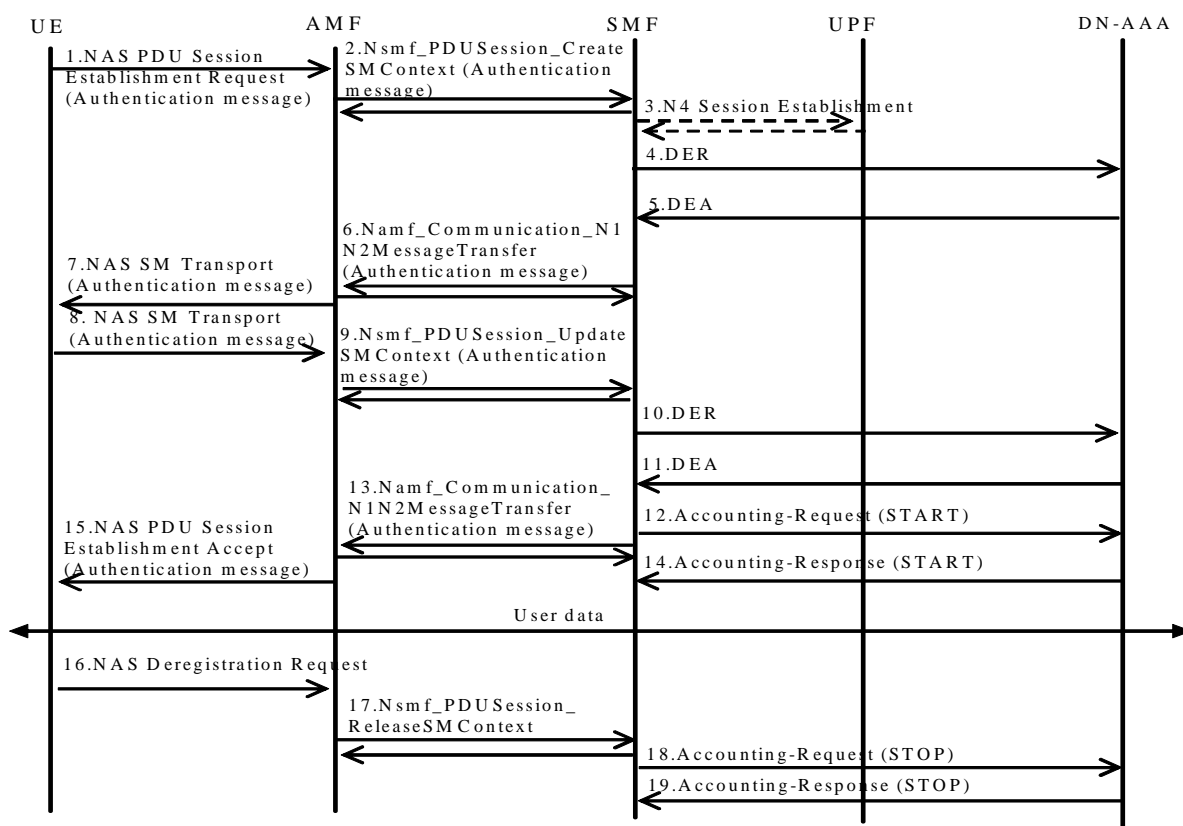 UE
AMF
SMF
UPF
DN-AAA
1.NAS PDU Session
Establishment Request
(Authentication message)
2.Nsmf_PDUSession_Create
SMContext (Authentication
message)
3.N4 Session Establishment
4.DER
5.DEA
6.Namf_Communication_N1
N2MessageTransfer
(Authentication message)
7.NAS SM Transport
(Authentication message)
8. NAS SM Transport
(Authentication message)
9.Nsmf_PDUSession_Update
SMContext (Authentication
message)
10.DER
11.DEA
13.Namf_Communication_
N1N2MessageTransfer
(Authentication message)
12.Accounting-Request (START)
15.NAS PDU Session
Establishment Accept
(Authentication message)
14.Accounting-Response (START)
User data
16.NAS Deregistration Request
17.Nsmf_PDUSession_
ReleaseSMContext
18.Accounting-Request (STOP)
19.Accounting-Response (STOP)